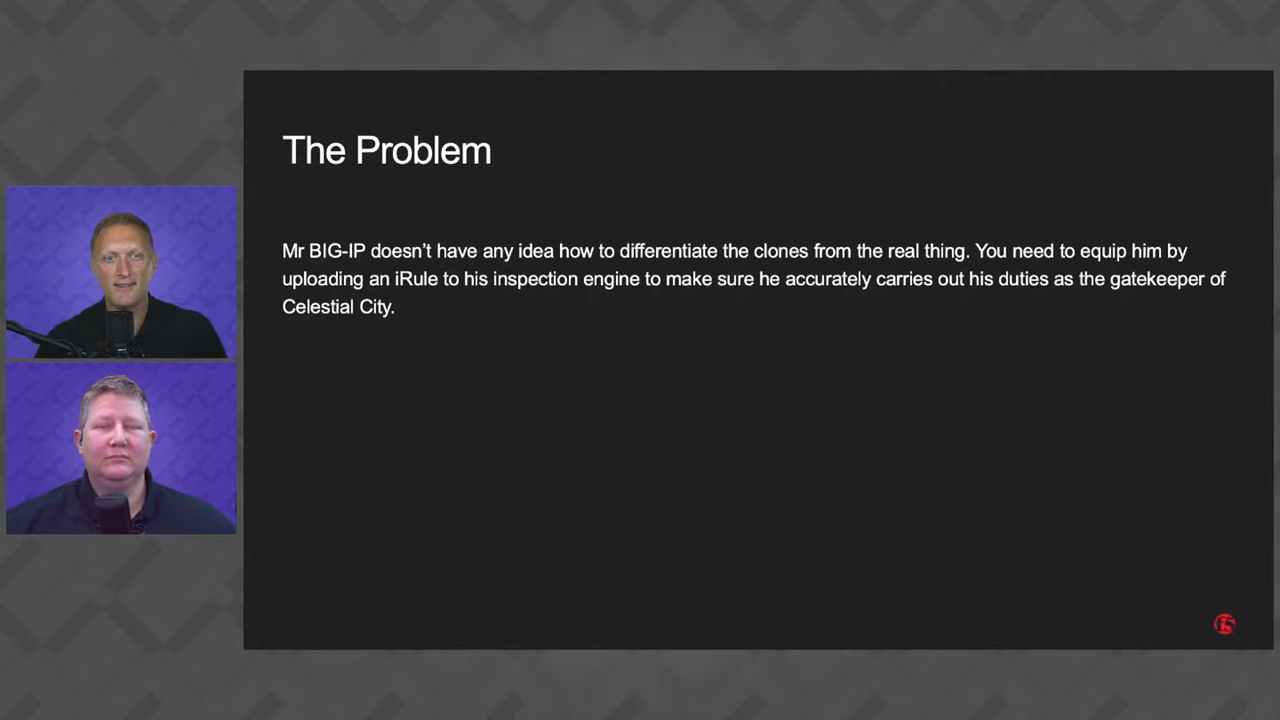 The Problem
Mr BIG-IP doesn’t have any idea how to differentiate the clones from the real thing. You need to equip him by
uploading an iRule to his inspection engine to make sure he accurately carries out his duties as the gatekeeper of
Celestial City.
f5